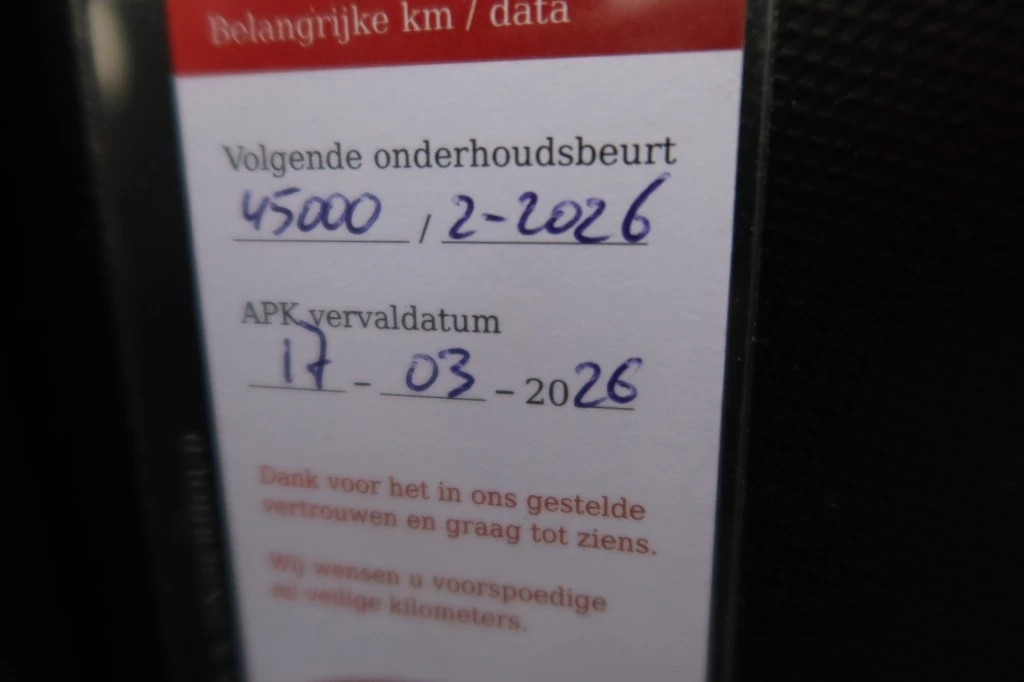 Belangrijke km / data
Volgende onderhoudsbeurt
45000 / 2-2026
APK vervaldatum
17 - 03 - 2026
Dank voor het in ons gestelde
vertrouwen en graag tot ziens.
Wij wensen u voorspoedige
en veilige kilometers.